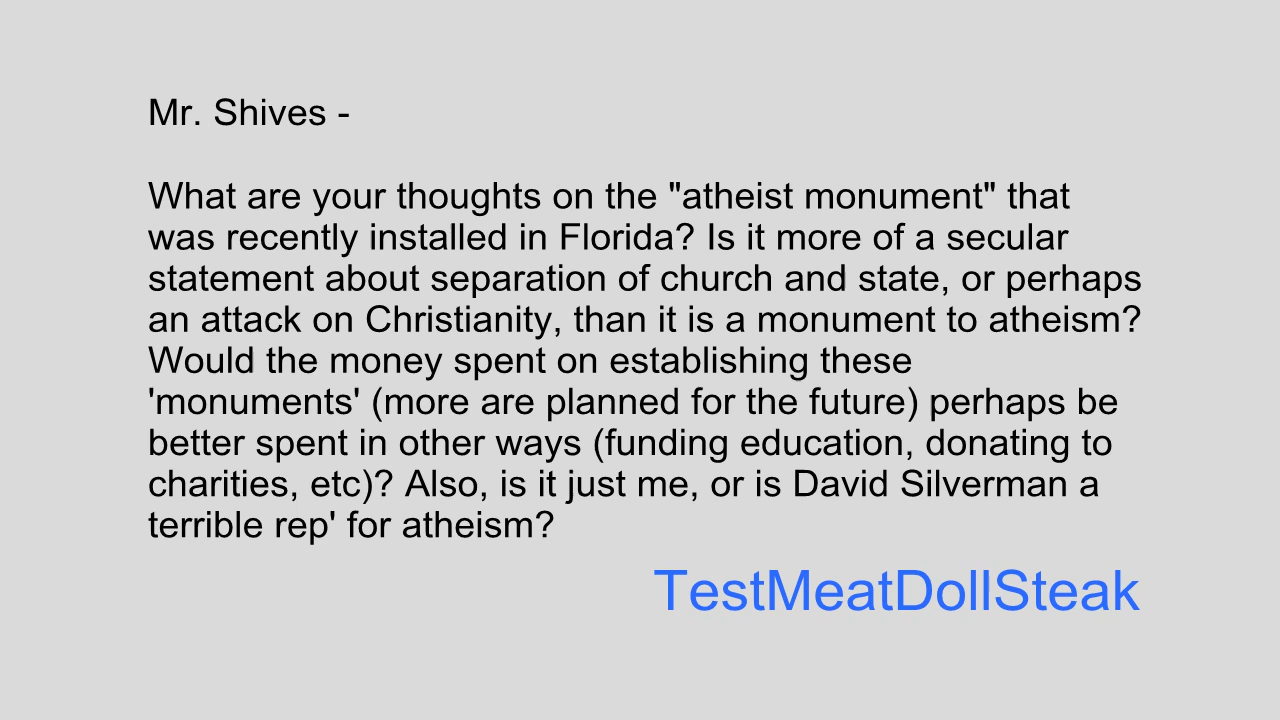 Mr. Shives -
What are your thoughts on the "atheist monument" that
was recently installed in Florida? Is it more of a secular
statement about separation of church and state, or perhaps
an attack on Christianity, than it is a monument to atheism?
Would the money spent on establishing these
'monuments' (more are planned for the future) perhaps be
better spent in other ways (funding education, donating to
charities, etc)? Also, is it just me, or is David Silverman a
terrible rep' for atheism?
TestMeatDollSteak